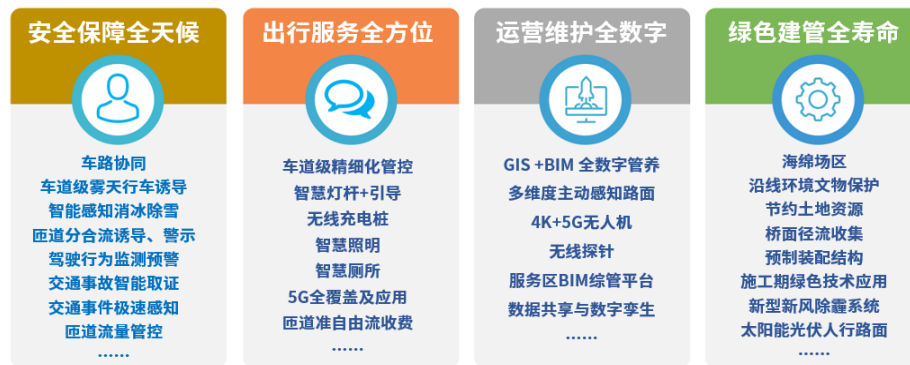 安全保障全天候
车路协同
车道级雾天行车诱导
智能感知消冰除雪
匝道分合流诱导、警示
驾驶行为监测预警
交通事故智能取证
交通事件极速感知
匝道流量管控
......
出行服务全方位
车道级精细化管控
智慧灯杆+引导
无线充电桩
智慧照明
智慧厕所
5G全覆盖及应用
匝道准自由流收费
......
运营维护全数字
GIS +BIM 全数字管养
多维度主动感知路面
4K+5G无人机
无线探针
服务区BIM综管平台
数据共享与数字孪生
......
绿色建管全寿命
海绵场区
沿线环境文物保护
节约土地资源
桥面径流收集
预制装配结构
施工期绿色技术应用
新型新风除霾系统
太阳能光伏人行路面
......